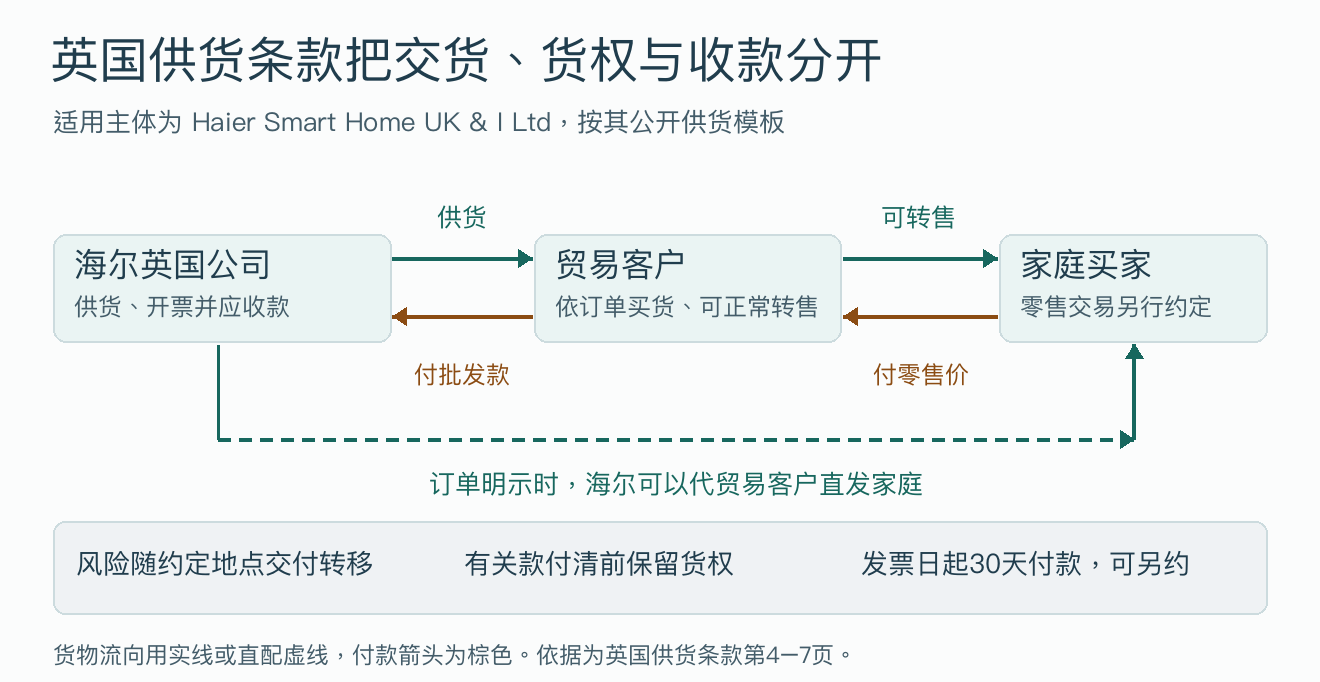 英国供货条款把交货、货权与收款分开
适用主体为 Haier Smart Home UK & I Ltd，按其公开供货模板
供货
可转售
海尔英国公司
供货、开票并应收款
贸易客户
依订单买货、可正常转售
家庭买家
零售交易另行约定
付批发款
付零售价
订单明示时，海尔可以代贸易客户直发家庭
风险随约定地点交付转移
有关款付清前保留货权
发票日起30天付款，可另约
货物流向用实线或直配虚线，付款箭头为棕色。依据为英国供货条款第4—7页。